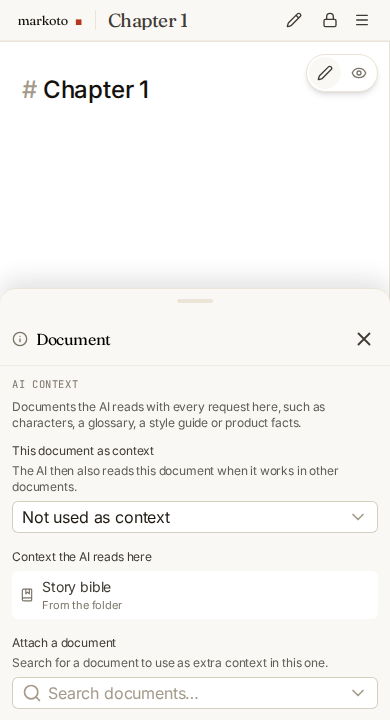 markoto
Chapter 1
# Chapter 1
Document
AI CONTEXT
Documents the AI reads with every request here, such as
characters, a glossary, a style guide or product facts.
This document as context
The AI then also reads this document when it works in other
documents.
Not used as context
Context the AI reads here
Story bible
From the folder
Attach a document
Search for a document to use as extra context in this one.
Search documents...